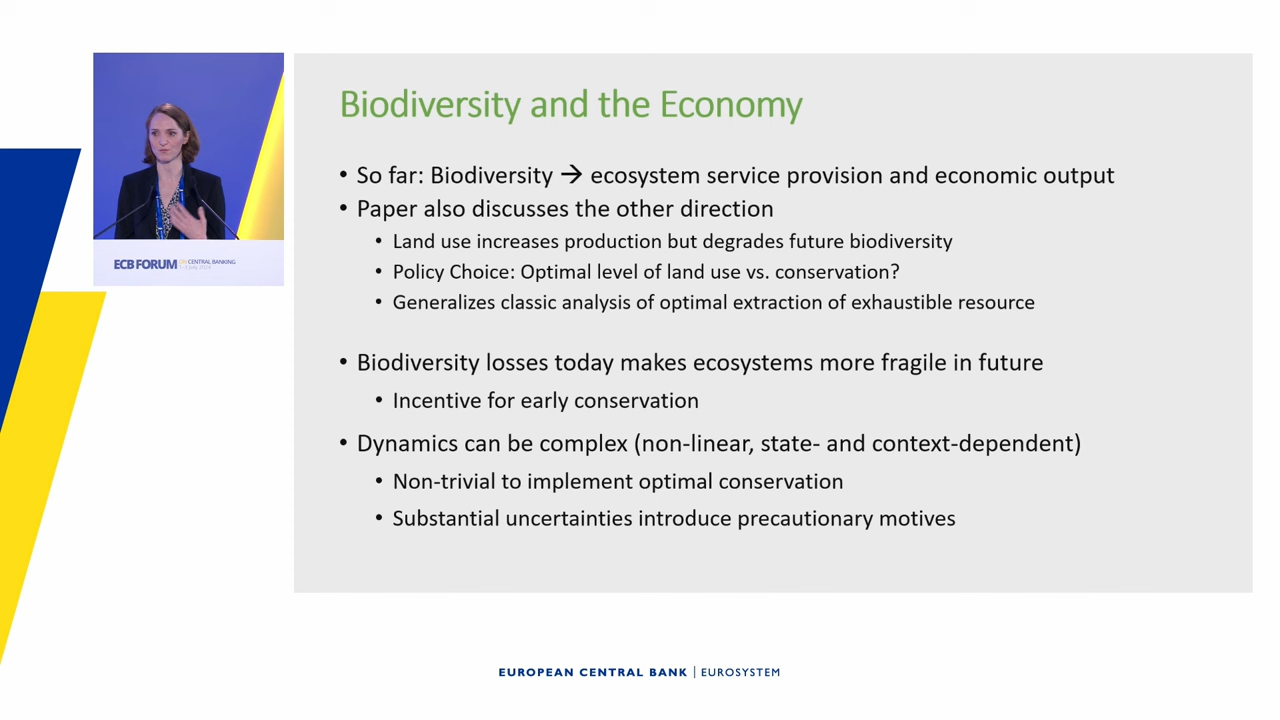 Biodiversity and the Economy
• So far: Biodiversity → ecosystem service provision and economic output
• Paper also discusses the other direction
• Land use increases production but degrades future biodiversity
• Policy Choice: Optimal level of land use vs. conservation?
• Generalizes classic analysis of optimal extraction of exhaustible resource
• Biodiversity losses today makes ecosystems more fragile in future
• Incentive for early conservation
• Dynamics can be complex (non-linear, state- and context-dependent)
• Non-trivial to implement optimal conservation
• Substantial uncertainties introduce precautionary motives
ECB FORUM ON CENTRAL BANKING
EUROPEAN CENTRAL BANK | EUROSYSTEM